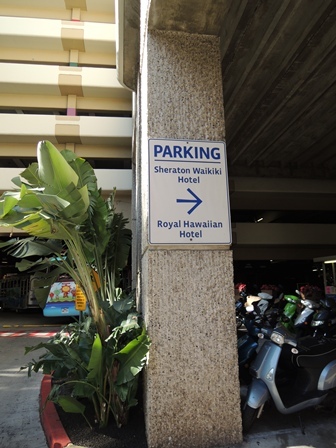 PARKING
Sheraton Waikiki
Hotel
Royal Hawaiian
Hotel